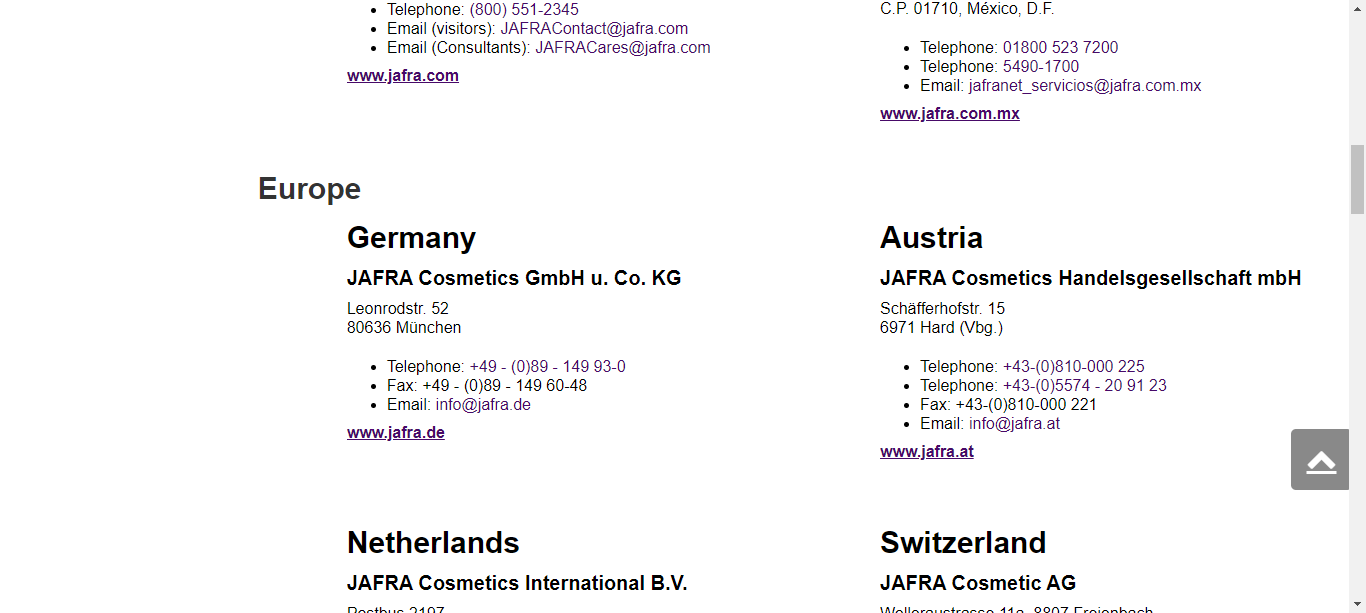 Telephone: (800) 551-2345
Email (visitors): JAFRAContact@jafra.com
Email (Consultants): JAFRACares@jafra.com
www.jafra.com
C.P. 01710, México, D.F.
Telephone: 01800 523 7200
Telephone: 5490-1700
Email: jafranet_servicios@jafra.com.mx
www.jafra.com.mx
Europe
Germany
JAFRA Cosmetics GmbH u. Co. KG
Leonrodstr. 52
80636 München
Telephone: +49 - (0)89 - 149 93-0
Fax: +49 - (0)89 - 149 60-48
Email: info@jafra.de
www.jafra.de
Austria
JAFRA Cosmetics Handelsgesellschaft mbH
Schäfferhofstr. 15
6971 Hard (Vbg.)
Telephone: +43-(0)810-000 225
Telephone: +43-(0)5574 - 20 91 23
Fax: +43-(0)810-000 221
Email: info@jafra.at
www.jafra.at
Netherlands
JAFRA Cosmetics International B.V.
Postbus 2197
Switzerland
JAFRA Cosmetic AG
8807 Freienbach